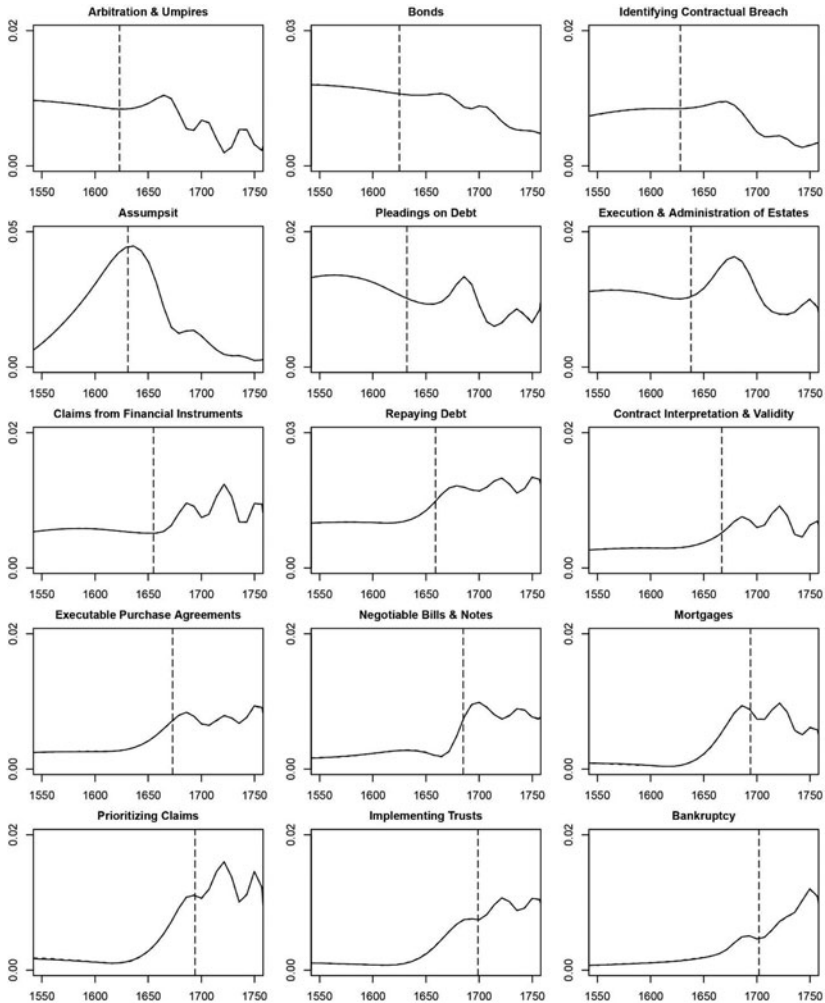 Arbitration & Umpires
Bonds
Identifying Contractual Breach
0.02
0.00
1550 1600 1650 1700 1750
0.03
0.00
1550 1600 1650 1700 1750
0.02
0.00
1550 1600 1650 1700 1750
Assumpsit
Pleadings on Debt
Execution & Administration of Estates
0.05
0.00
1550 1600 1650 1700 1750
0.02
0.00
1550 1600 1650 1700 1750
0.02
0.00
1550 1600 1650 1700 1750
Claims from Financial Instruments
Repaying Debt
Contract Interpretation & Validity
0.02
0.00
1550 1600 1650 1700 1750
0.03
0.00
1550 1600 1650 1700 1750
0.02
0.00
1550 1600 1650 1700 1750
Executable Purchase Agreements
Negotiable Bills & Notes
Mortgages
0.02
0.00
1550 1600 1650 1700 1750
0.02
0.00
1550 1600 1650 1700 1750
0.02
0.00
1550 1600 1650 1700 1750
Prioritizing Claims
Implementing Trusts
Bankruptcy
0.02
0.00
1550 1600 1650 1700 1750
0.02
0.00
1550 1600 1650 1700 1750
0.02
0.00
1550 1600 1650 1700 1750